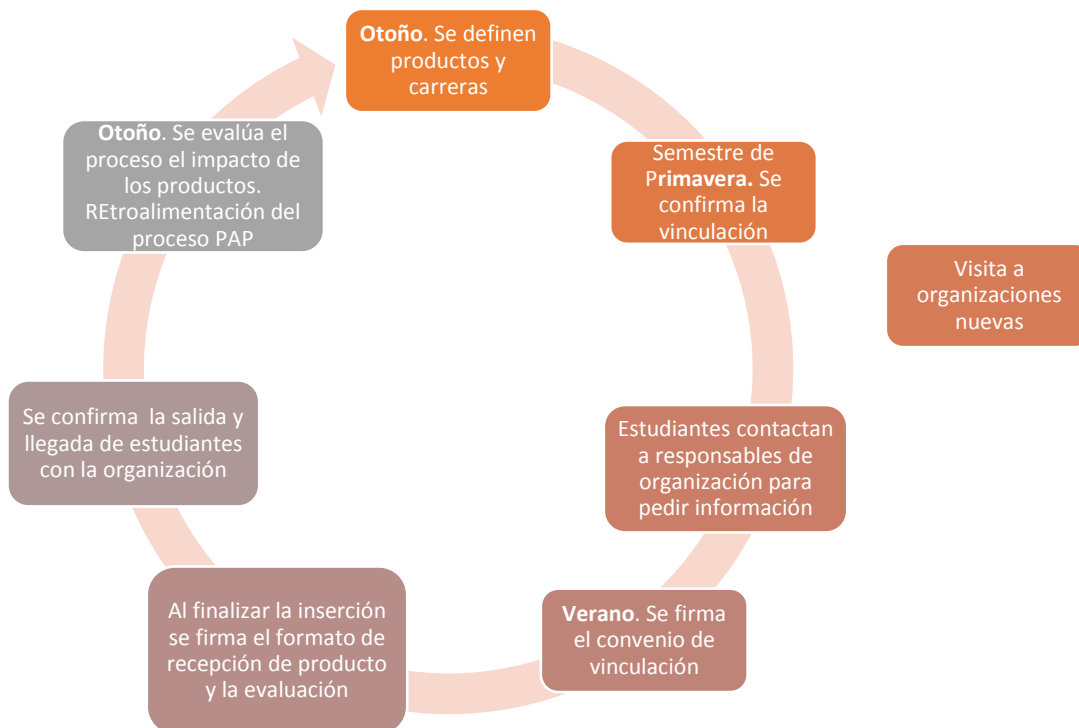 Otoño. Se definen
productos y
carreras
Semestre de
Primavera. Se
confirma la
vinculación
Visita a
organizaciones
nuevas
Estudiantes contactan
a responsables de
organización para
pedir información
Verano. Se firma
el convenio de
vinculación
Al finalizar la inserción
se firma el formato de
recepción de producto
y la evaluación
Se confirma la salida y
llegada de estudiantes
con la organización
Otoño. Se evalúa el
proceso el impacto de
los productos.
REtroalimentación del
proceso PAP